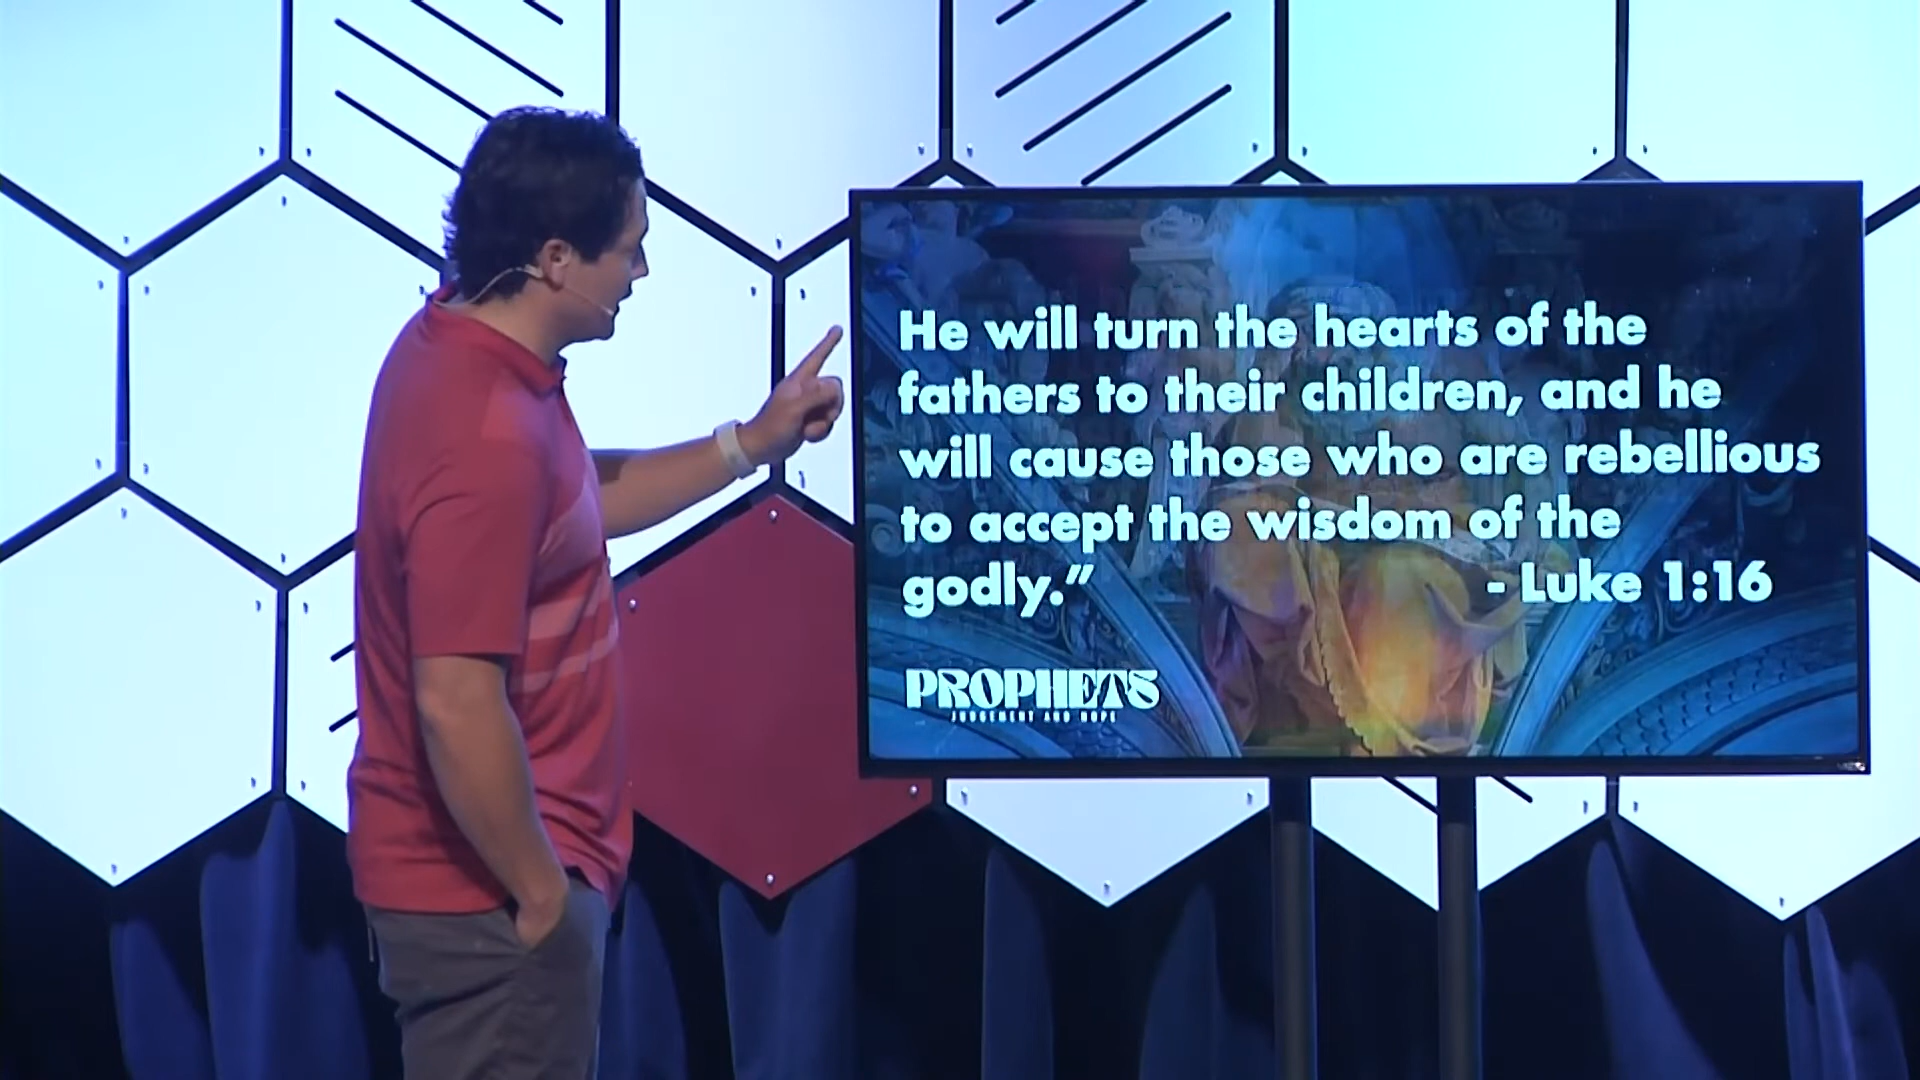 He will turn the hearts of the
fathers to their children, and he
will cause those who are rebellious
to accept the wisdom of the
godly.” - Luke 1:16
PROPHETS
JUDGEMENT AND HOPE